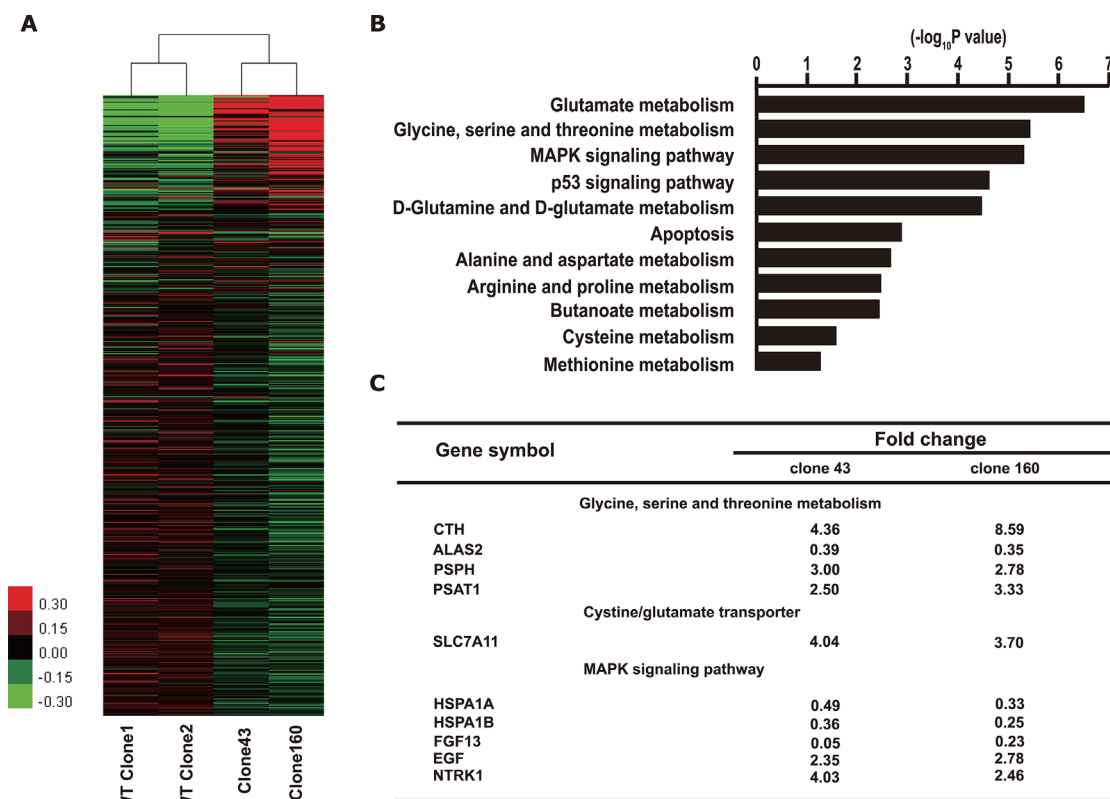 A
0.30
0.15
0.00
-0.15
-0.30
T Clone1
T Clone2
Clone43
Clone160
B
(-log10P value)
0 1 2 3 4 5 6 7
Glutamate metabolism
Glycine, serine and threonine metabolism
MAPK signaling pathway
p53 signaling pathway
D-Glutamine and D-glutamate metabolism
Apoptosis
Alanine and aspartate metabolism
Arginine and proline metabolism
Butanoate metabolism
Cysteine metabolism
Methionine metabolism
C
Gene symbol Fold change
clone 43 clone 160
Glycine, serine and threonine metabolism
CTH 4.36 8.59
ALAS2 0.39 0.35
PSPH 3.00 2.78
PSAT1 2.50 3.33
Cystine/glutamate transporter
SLC7A11 4.04 3.70
MAPK signaling pathway
HSPA1A 0.49 0.33
HSPA1B 0.36 0.25
FGF13 0.05 0.23
EGF 2.35 2.78
NTRK1 4.03 2.46